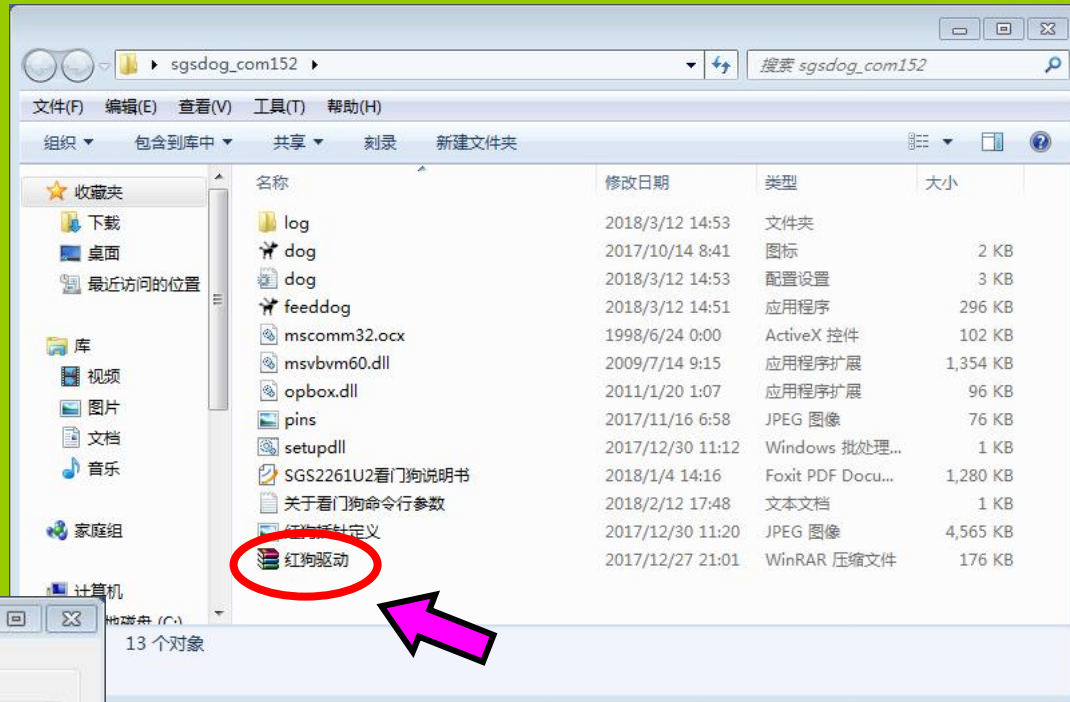 sgsdog_com152
搜索 sgsdog_com152
文件(F) 编辑(E) 查看(V) 工具(T) 帮助(H)
组织 包含到库中 共享 刻录 新建文件夹
收藏夹
下载
桌面
最近访问的位置
库
视频
图片
文档
音乐
家庭组
计算机
地磁盘 (C:)
名称 修改日期 类型 大小
log 2018/3/12 14:53 文件夹
dog 2017/10/14 8:41 图标 2 KB
dog 2018/3/12 14:53 配置设置 3 KB
feeddog 2018/3/12 14:51 应用程序 296 KB
mscomm32.ocx 1998/6/24 0:00 ActiveX 控件 102 KB
msvbvm60.dll 2009/7/14 9:15 应用程序扩展 1,354 KB
opbox.dll 2011/1/20 1:07 应用程序扩展 96 KB
pins 2017/11/16 6:58 JPEG 图像 76 KB
setupdll 2017/12/30 11:12 Windows 批处理... 1 KB
SGS2261U2看门狗说明书 2018/1/4 14:16 Foxit PDF Docu... 1,280 KB
关于看门狗命令行参数 2018/2/12 17:48 文本文档 1 KB
红狗插针定义 2017/12/30 11:20 JPEG 图像 4,565 KB
红狗驱动 2017/12/27 21:01 WinRAR 压缩文件 176 KB
13 个对象